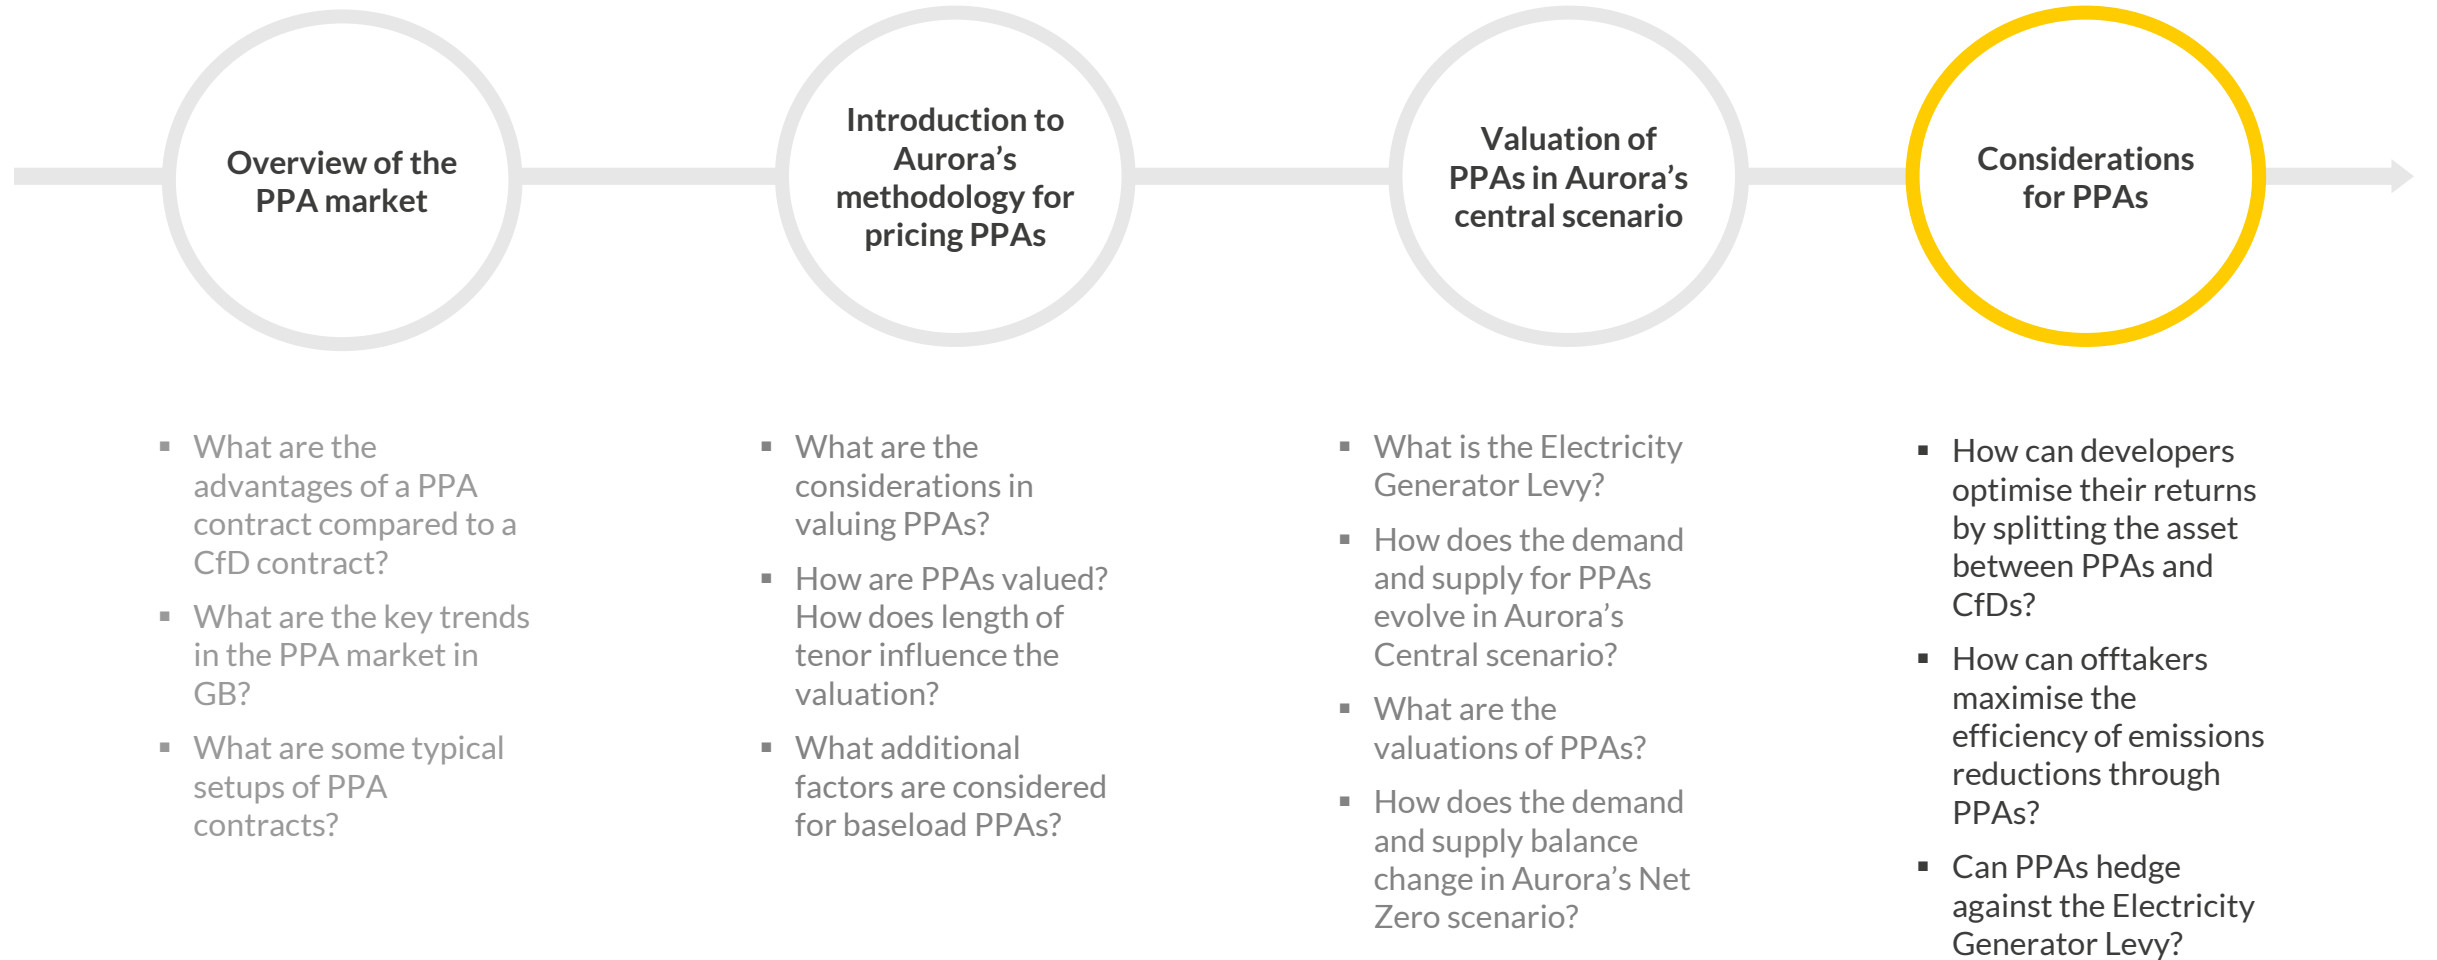 Overview of the
PPA market
Introduction to
Aurora’s
methodology for
pricing PPAs
Valuation of
PPAs in Aurora’s
central scenario
Considerations
for PPAs
▪ What are the
advantages of a PPA
contract compared to a
CfD contract?
▪ What are the key trends
in the PPA market in
GB?
▪ What are some typical
setups of PPA
contracts?
▪ What are the
considerations in
valuing PPAs?
▪ How are PPAs valued?
How does length of
tenor influence the
valuation?
▪ What additional
factors are considered
for baseload PPAs?
▪ What is the Electricity
Generator Levy?
▪ How does the demand
and supply for PPAs
evolve in Aurora’s
Central scenario?
▪ What are the
valuations of PPAs?
▪ How does the demand
and supply balance
change in Aurora’s Net
Zero scenario?
▪ How can developers
optimise their returns
by splitting the asset
between PPAs and
CfDs?
▪ How can offtakers
maximise the
efficiency of emissions
reductions through
PPAs?
▪ Can PPAs hedge
against the Electricity
Generator Levy?